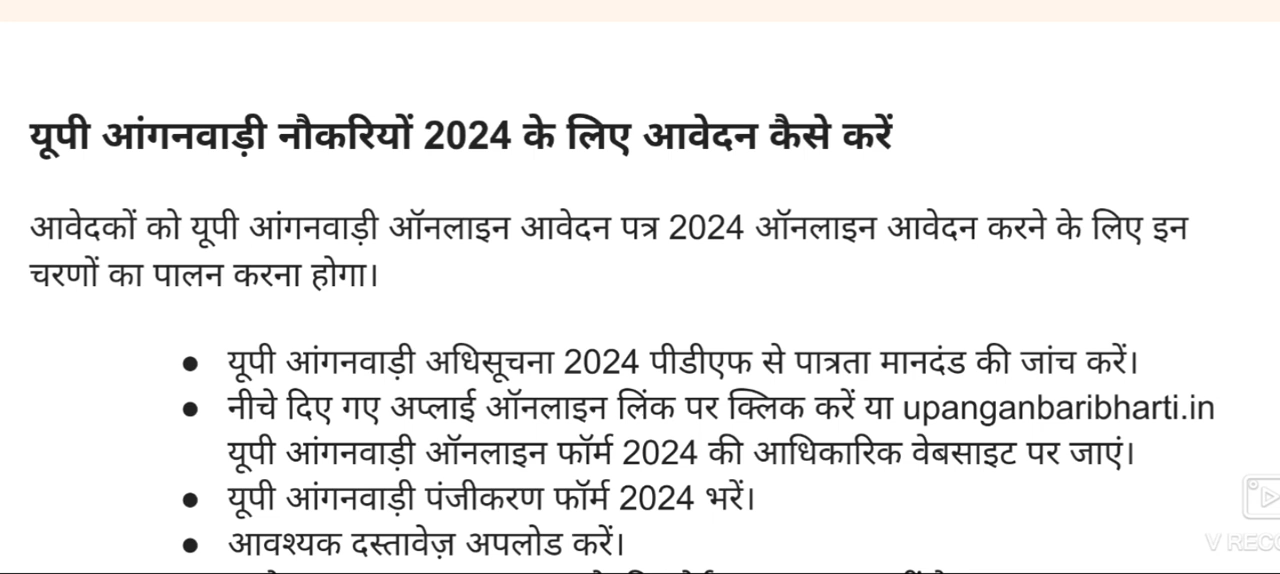 यूपी आंगनवाड़ी नौकरियों 2024 के लिए आवेदन कैसे करें
आवेदकों को यूपी आंगनवाड़ी ऑनलाइन आवेदन पत्र 2024 ऑनलाइन आवेदन करने के लिए इन
चरणों का पालन करना होगा।
● यूपी आंगनवाड़ी अधिसूचना 2024 पीडीएफ से पात्रता मानदंड की जांच करें।
● नीचे दिए गए अप्लाई ऑनलाइन लिंक पर क्लिक करें या upanganbaribharti.in
यूपी आंगनवाड़ी ऑनलाइन फॉर्म 2024 की आधिकारिक वेबसाइट पर जाएं।
● यूपी आंगनवाड़ी पंजीकरण फॉर्म 2024 भरें।
● आवश्यक दस्तावेज़ अपलोड करें।
V RECO